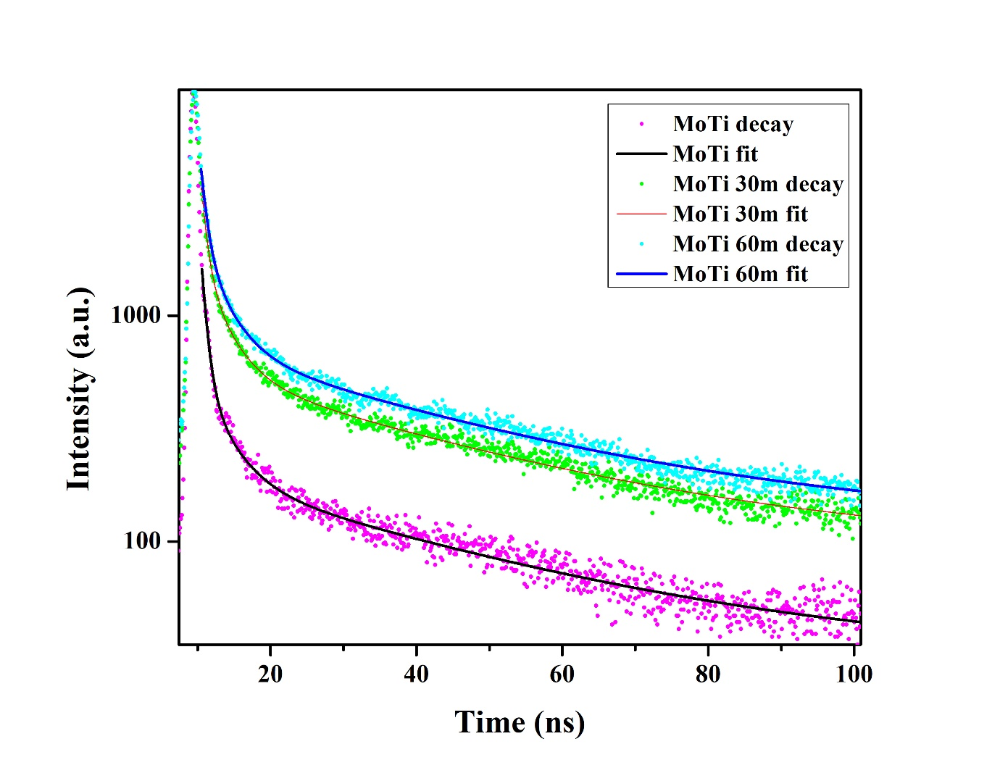 MoTi decay
MoTi fit
MoTi 30m decay
MoTi 30m fit
MoTi 60m decay
MoTi 60m fit
Intensity (a.u.)
1000
100
20 40 60 80 100
Time (ns)